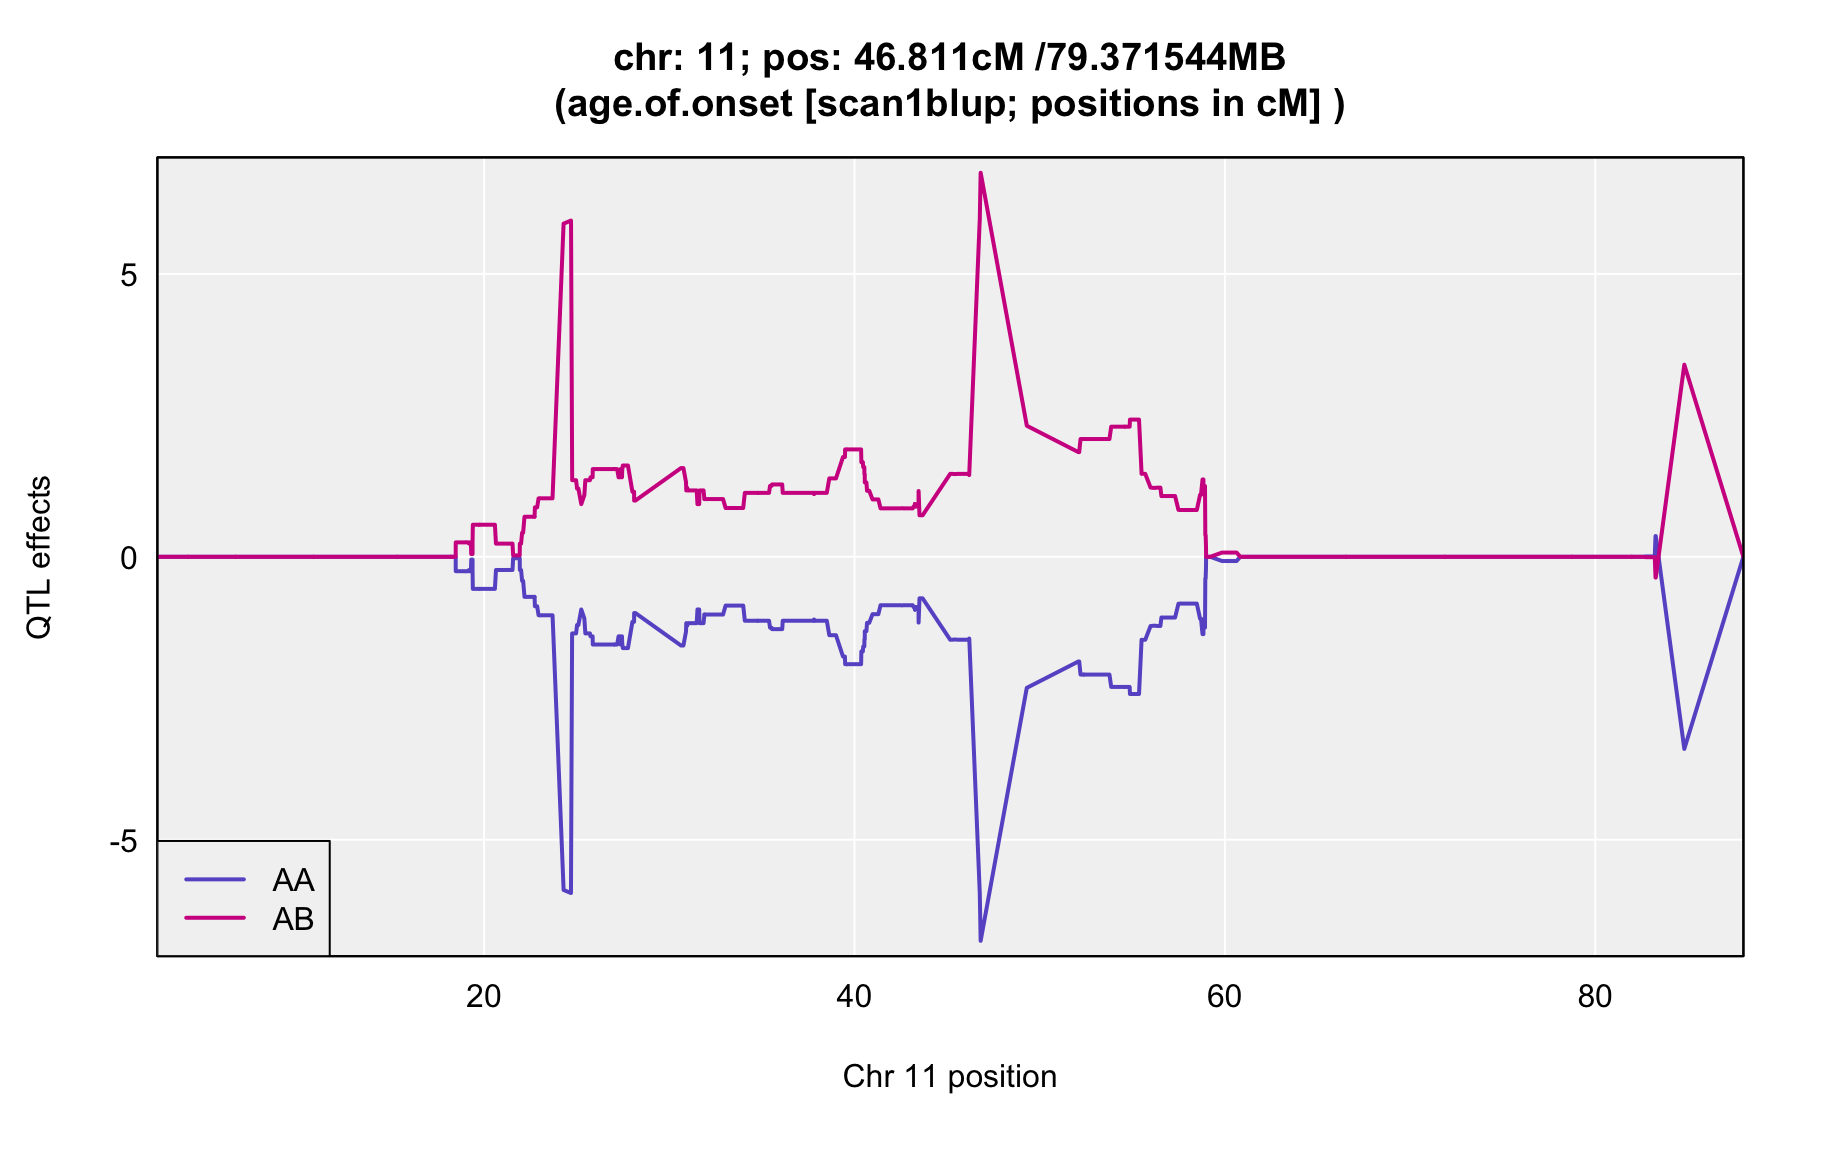 chr: 11; pos: 46.811cM /79.371544MB
(age.of.onset [scan1blup; positions in cM] )
QTL effects
5
0
-5
AA
AB
20
40
60
80
Chr 11 position